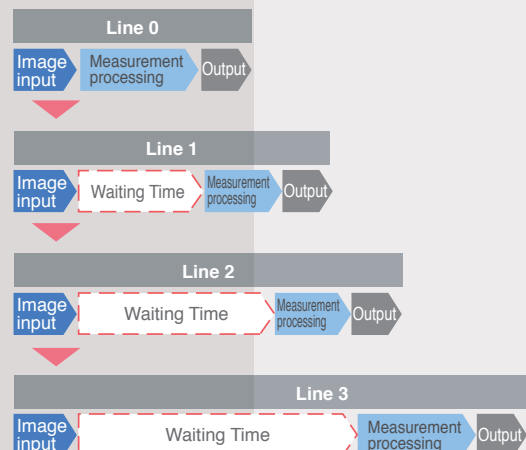 Line 0
Image
input
Measurement
processing
Output
Line 1
Image
input
Waiting Time
Measurement
processing
Output
Line 2
Image
input
Waiting Time
Measurement
processing
Output
Line 3
Image
input
Waiting Time
Measurement
processing
Output